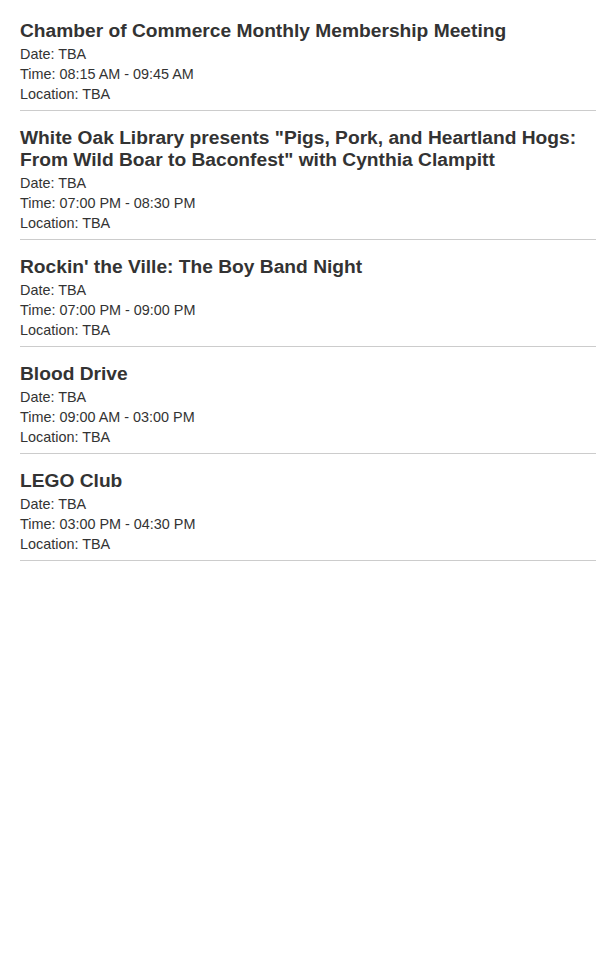 Chamber of Commerce Monthly Membership Meeting
Date: TBA
Time: 08:15 AM - 09:45 AM
Location: TBA
White Oak Library presents "Pigs, Pork, and Heartland Hogs:
From Wild Boar to Baconfest" with Cynthia Clampitt
Date: TBA
Time: 07:00 PM - 08:30 PM
Location: TBA
Rockin' the Ville: The Boy Band Night
Date: TBA
Time: 07:00 PM - 09:00 PM
Location: TBA
Blood Drive
Date: TBA
Time: 09:00 AM - 03:00 PM
Location: TBA
LEGO Club
Date: TBA
Time: 03:00 PM - 04:30 PM
Location: TBA